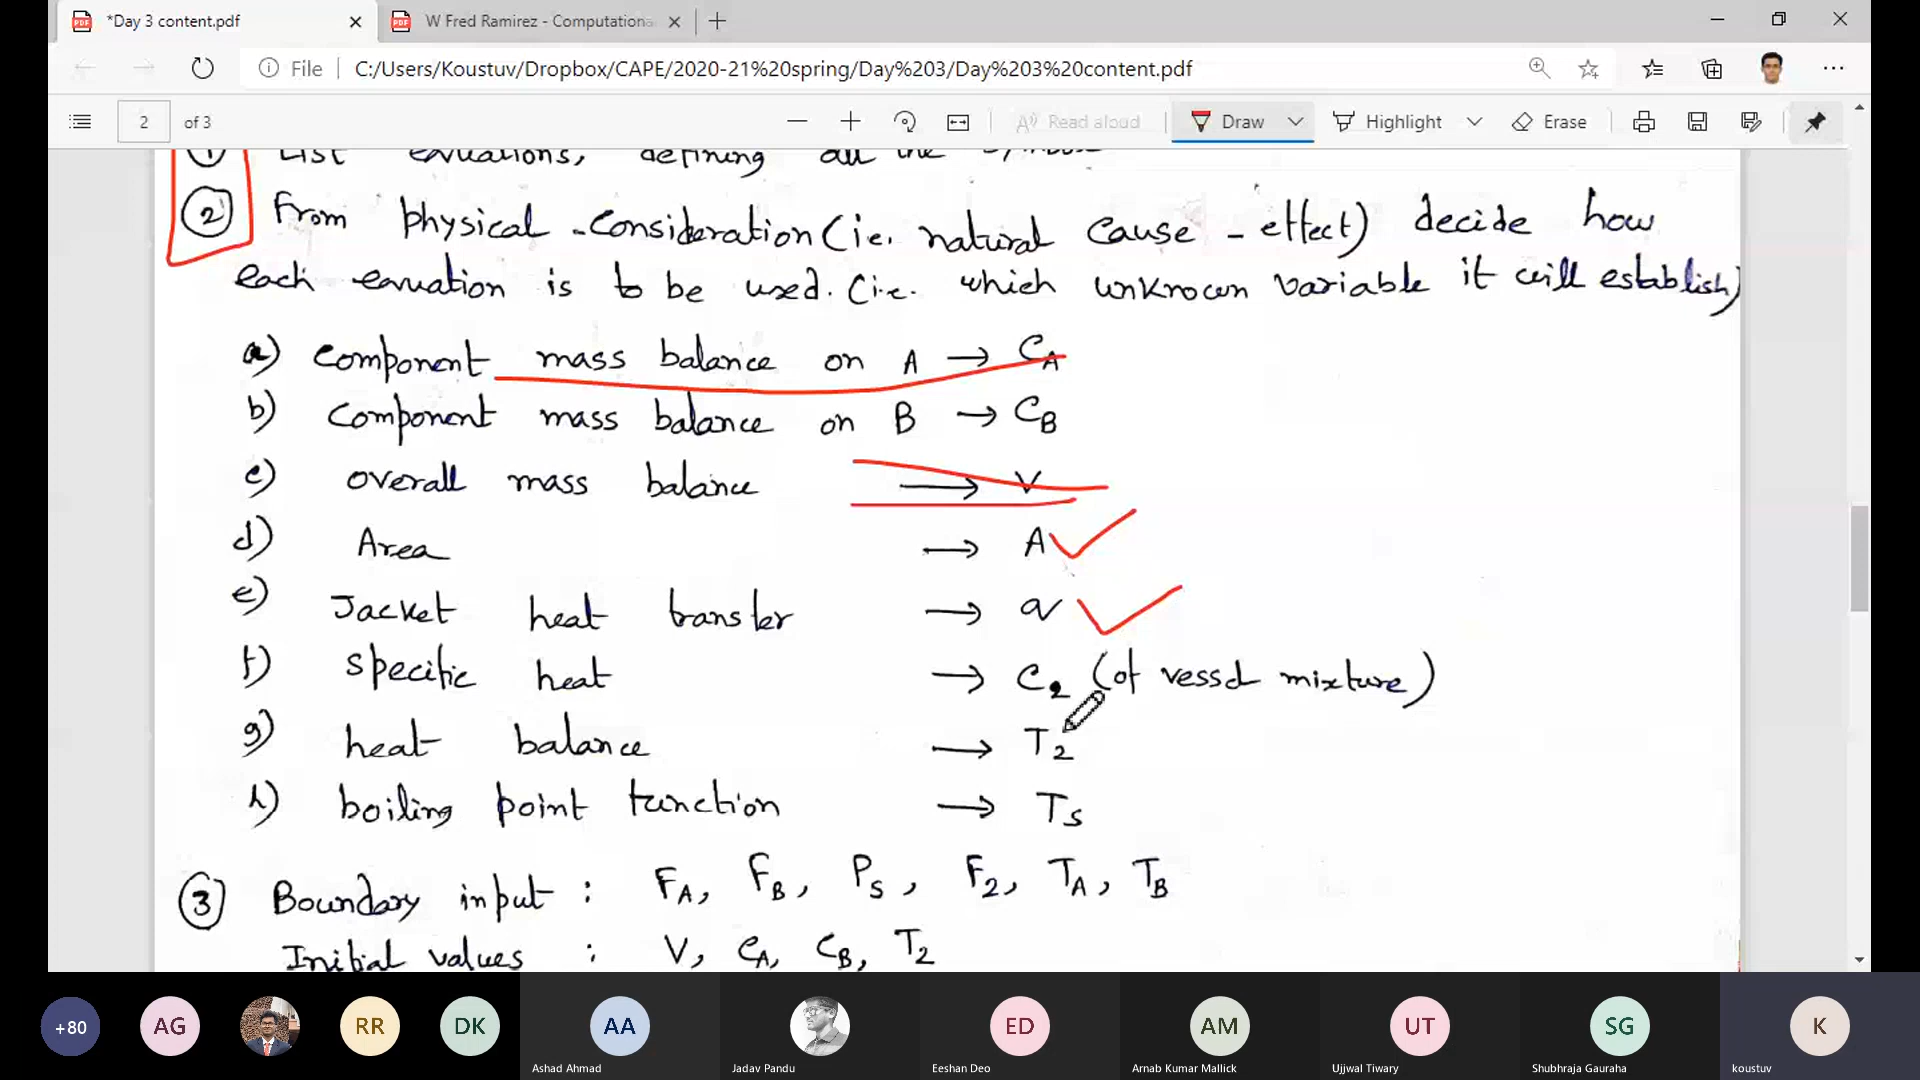 *Day 3 content.pdf
W Fred Ramirez - Computationa
File C:/Users/Koustuv/Dropbox/CAPE/2020-21%20spring/Day%203/Day%203%20content.pdf
2 of 3 Read aloud Draw Highlight Erase
① List equations, defining all the
② From physical consideration (i.e. natural cause - effect) decide how
each equation is to be used. (i.e. which unknown variable it will establish)
a) component mass balance on A → CA
b) component mass balance on B → CB
c) overall mass balance → V
d) Area → A
e) Jacket heat transfer → q
f) specific heat → C2 (of vessel mixture)
g) heat balance → T2
h) boiling point function → Ts
③ Boundary input : FA, FB, Ps, F2, TA, TB
Initial values : V, CA, CB, T2
+80 AG RR DK AA ED AM UT SG K
Ashad Ahmad Jadav Pandu Eeshan Deo Arnab Kumar Mallick Ujjwal Tiwary Shubhraja Gauraha koustuv